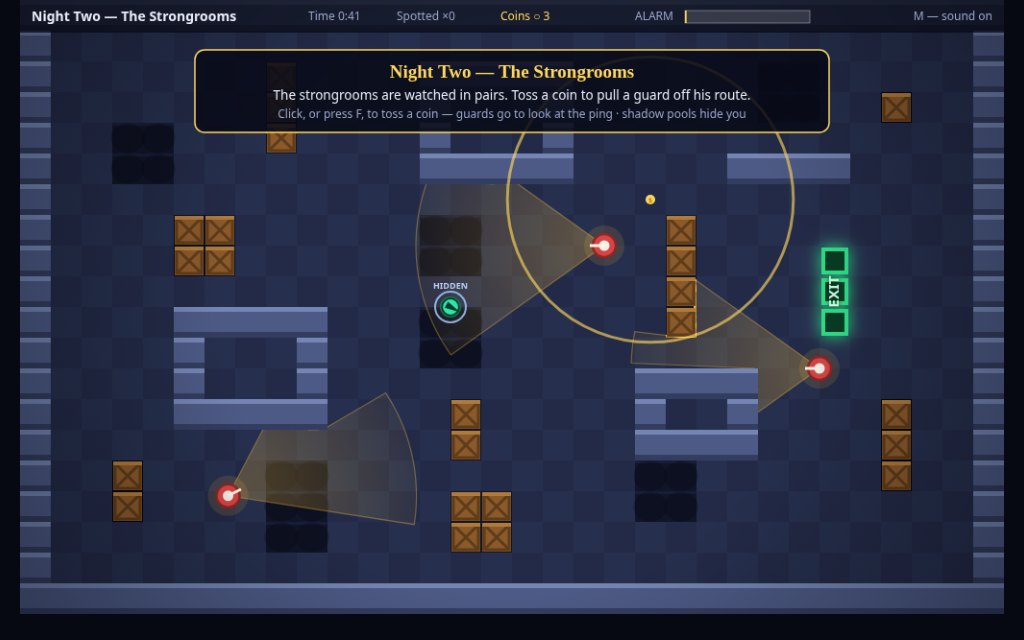 Night Two — The Strongrooms
Time 0:41
Spotted ×0
Coins ○ 3
ALARM
M — sound on
Night Two — The Strongrooms
The strongrooms are watched in pairs. Toss a coin to pull a guard off his route.
Click, or press F, to toss a coin — guards go to look at the ping · shadow pools hide you
HIDDEN
EXIT